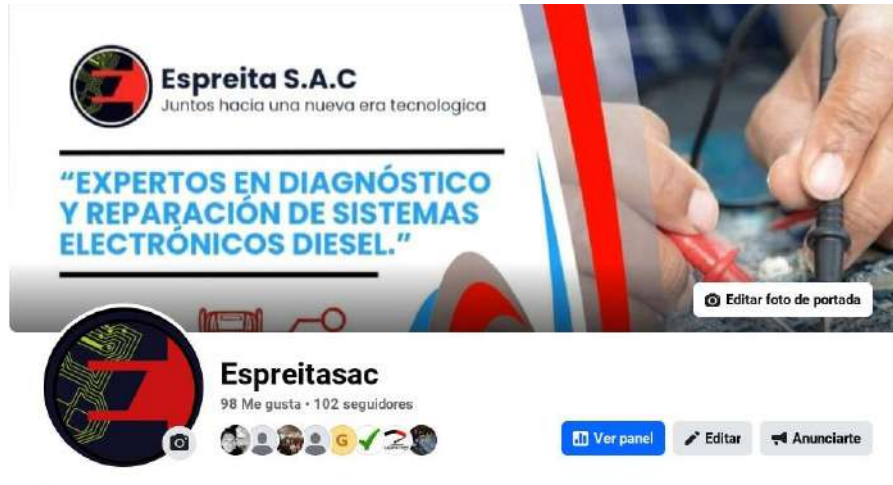 Espreita S.A.C
Juntos hacia una nueva era tecnologica
“EXPERTOS EN DIAGNÓSTICO
Y REPARACIÓN DE SISTEMAS
ELECTRÓNICOS DIESEL.”
Editar foto de portada
Espreitasac
98 Me gusta • 102 seguidores
G
Ver panel
Editar
Anunciarte